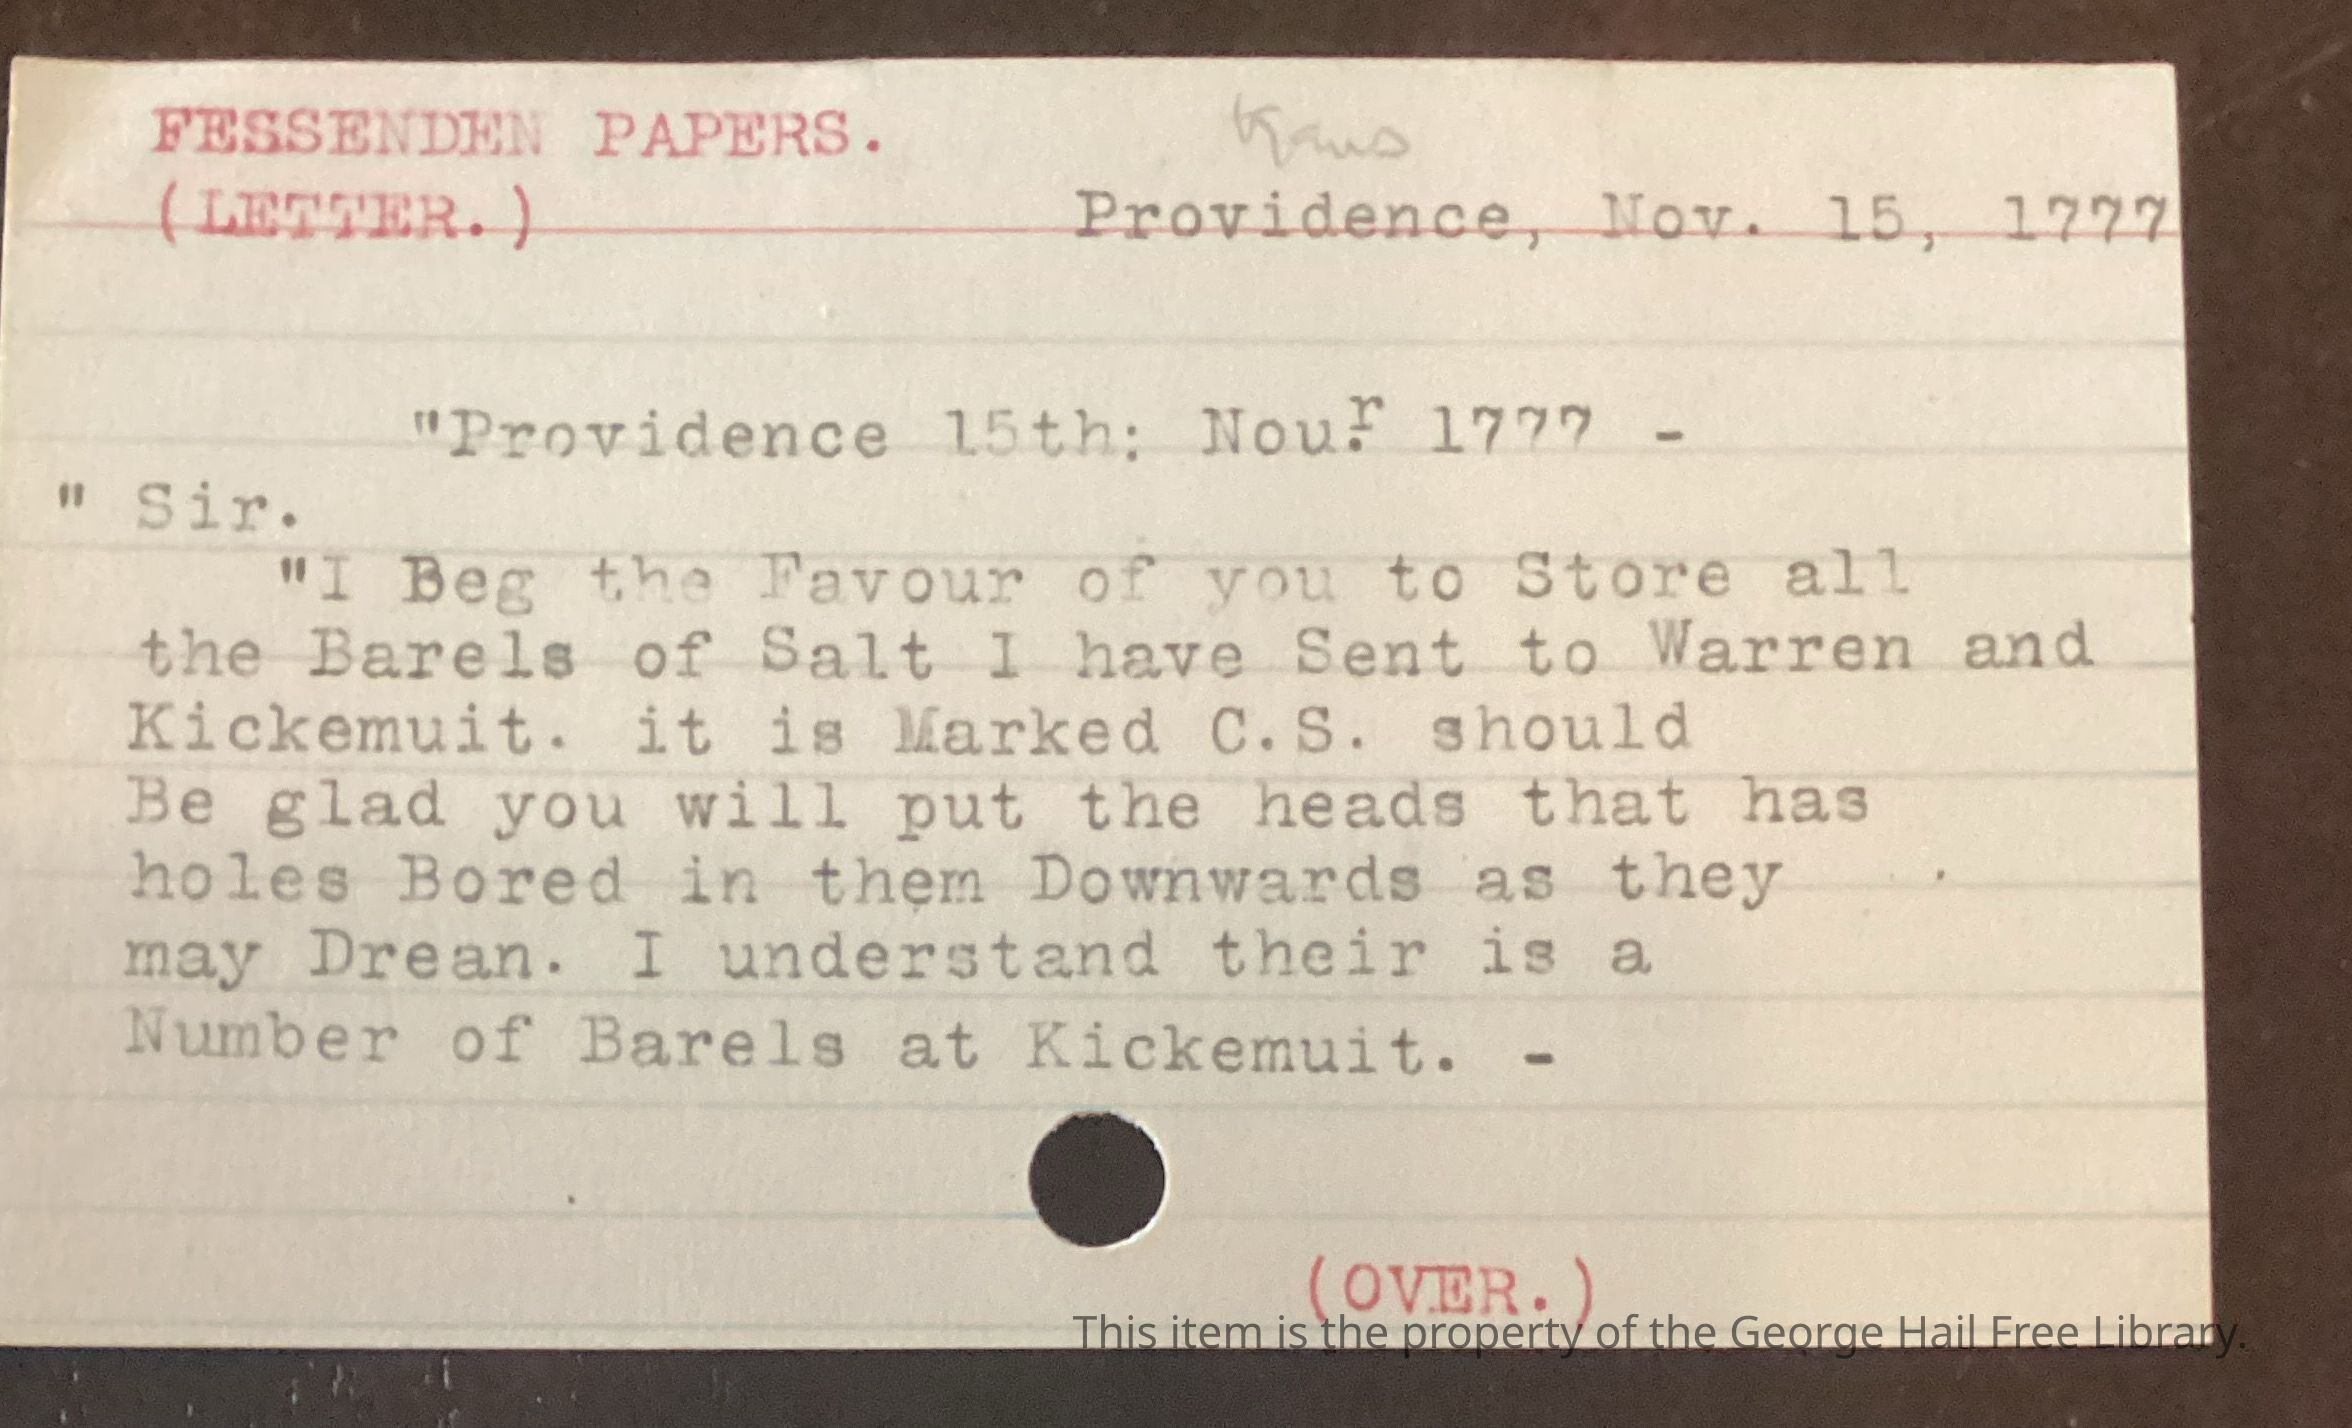 FESSENDEN PAPERS.
(LETTER.) Providence, Nov. 15, 1777
"Providence 15th: Nou.ʳ 1777 -
" Sir.
"I Beg the Favour of you to Store all
the Barels of Salt I have Sent to Warren and
Kickemuit. it is Marked C.S. should
Be glad you will put the heads that has
holes Bored in them Downwards as they
may Drean. I understand their is a
Number of Barels at Kickemuit. -
(OVER.)
This item is the property of the George Hail Free Library.